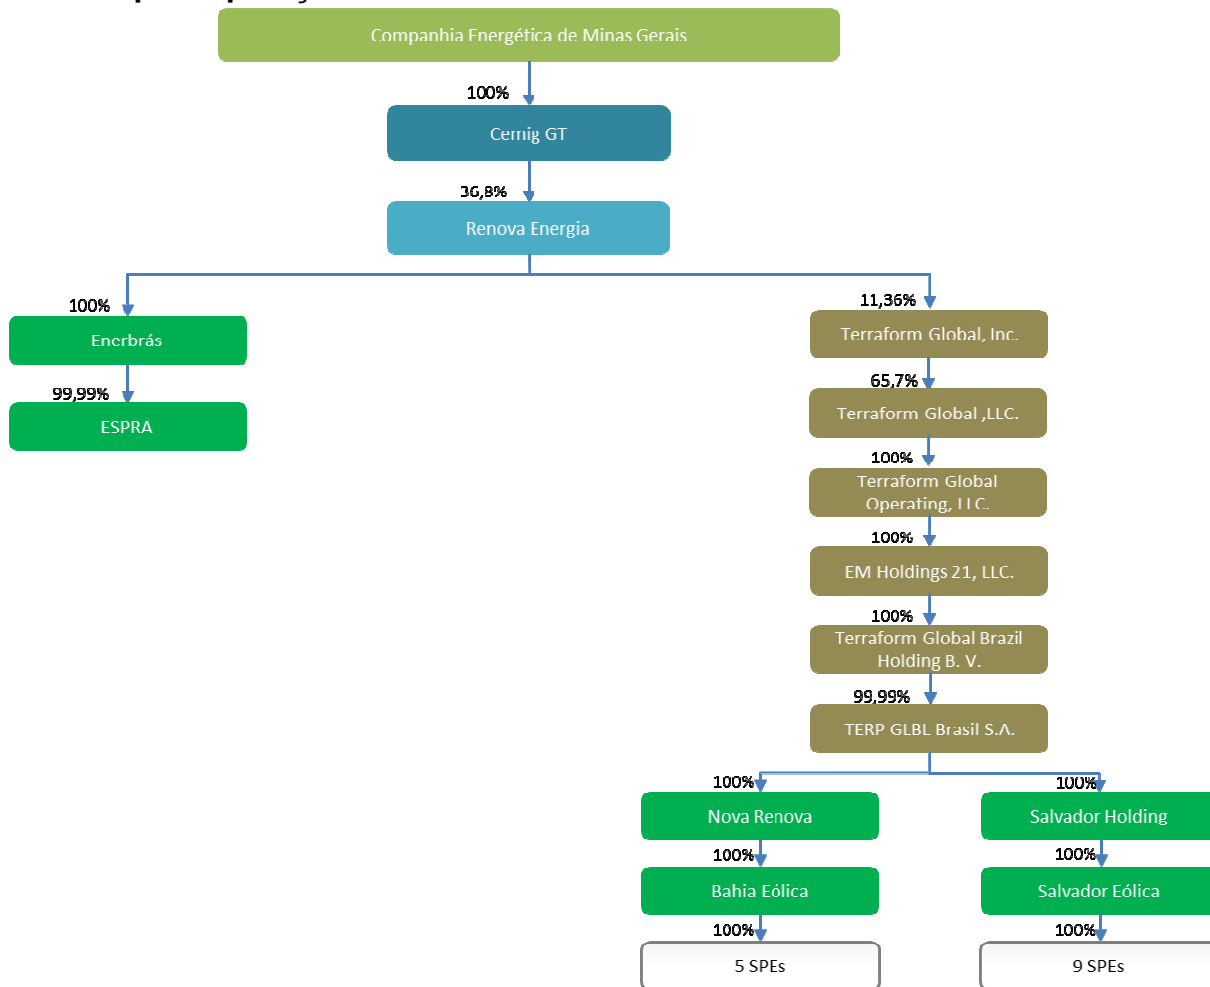 Companhia Energética de Minas Gerais
100%
Cemig GT
36,8%
Renova Energia
100%
11,36%
Enerbrás
Terraform Global, Inc.
99,99%
65,7%
ESPRA
Terraform Global ,LLC.
100%
Terraform Global
Operating, LLC.
100%
EM Holdings 21, LLC.
100%
Terraform Global Brazil
Holding B. V.
99,99%
TERP GLBL Brasil S.A.
100%
100%
Nova Renova
Salvador Holding
100%
100%
Bahia Eólica
Salvador Eólica
100%
100%
5 SPEs
9 SPEs